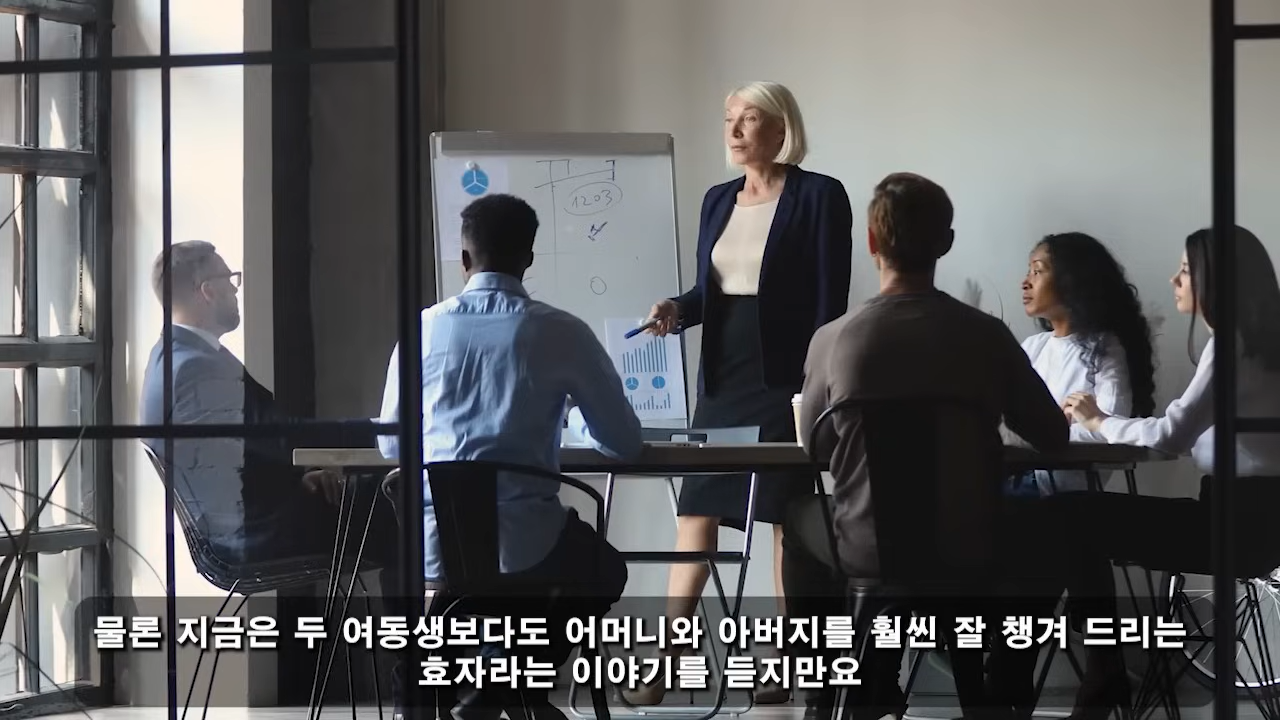 1203
물론 지금은 두 여동생보다도 어머니와 아버지를 훨씬 잘 챙겨 드리는
효자라는 이야기를 듣지만요